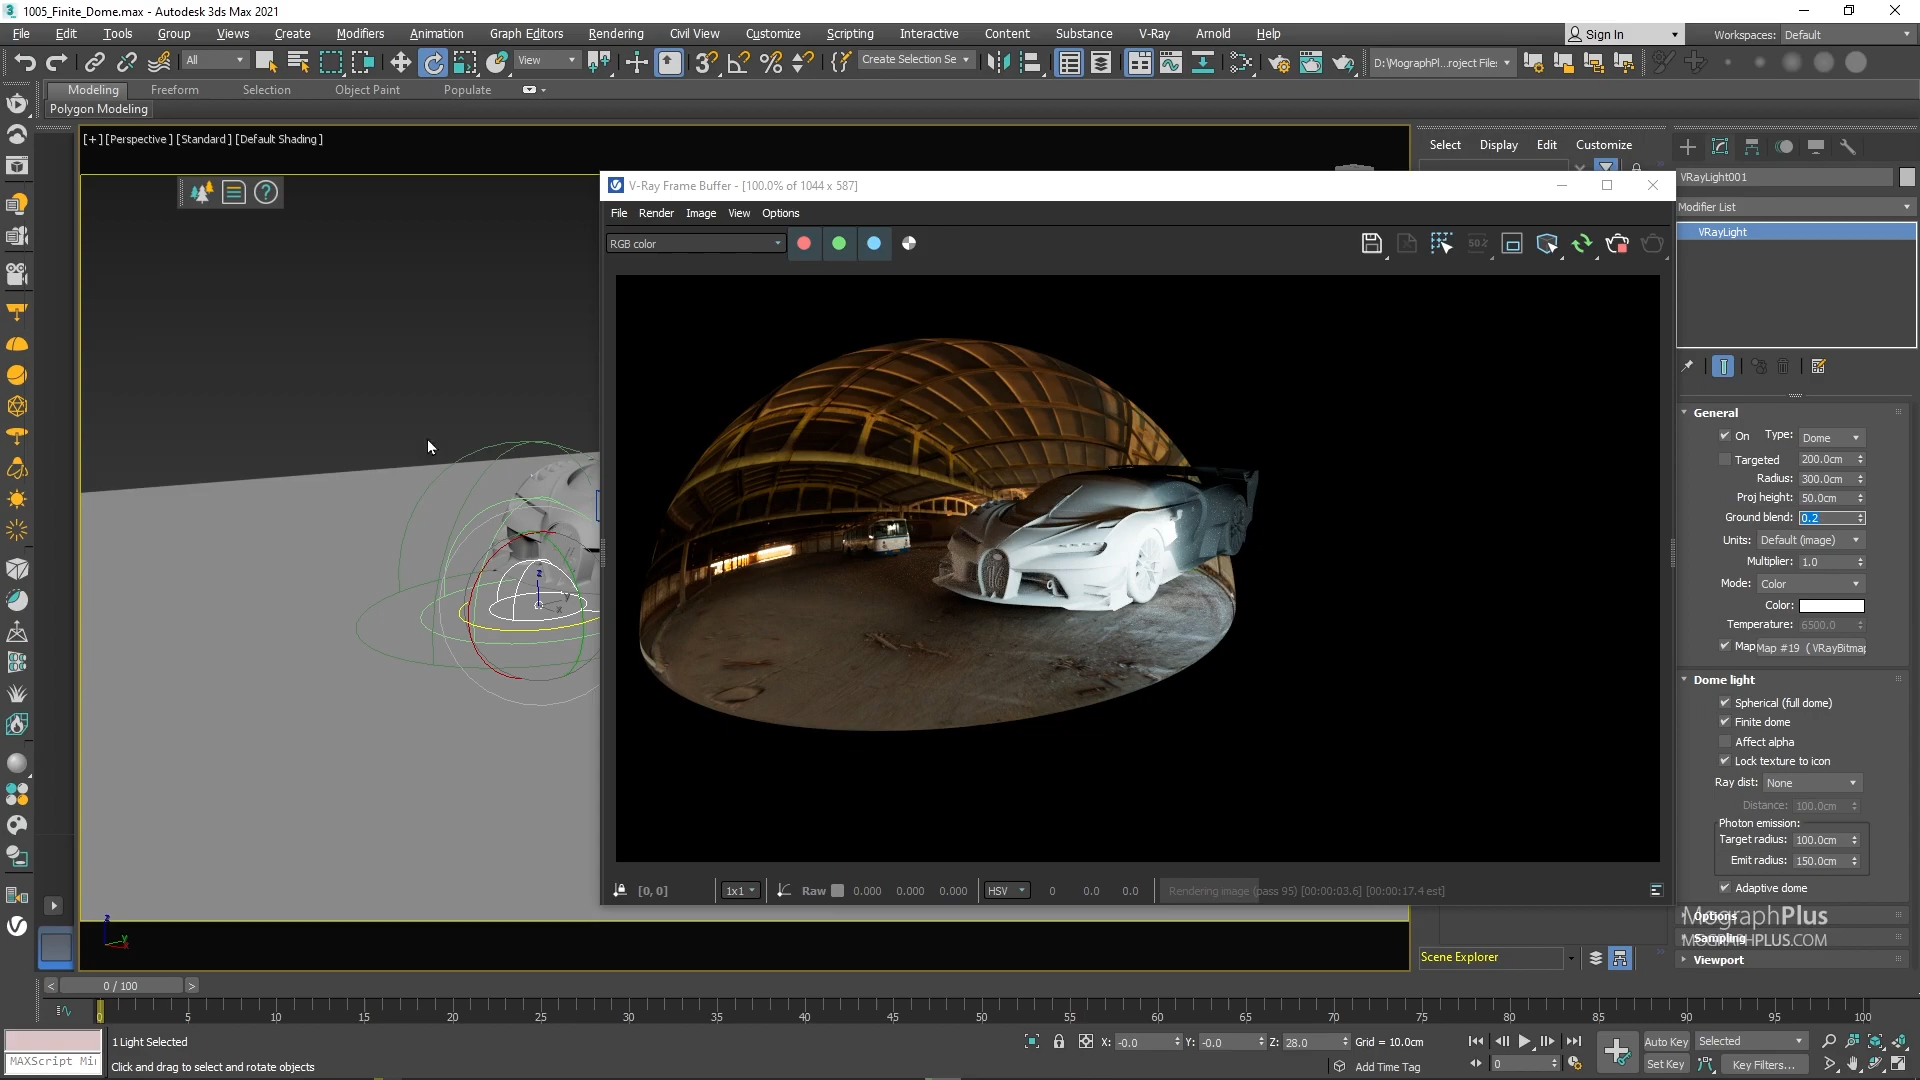 1005_Finite_Dome.max - Autodesk 3ds Max 2021
File Edit Tools Group Views Create Modifiers Animation Graph Editors Rendering Civil View Customize Scripting Interactive Content Substance V-Ray Arnold Help
Sign In
Workspaces: Default
All
View
Create Selection Se
D:\MographPl...roject Files
Modeling Freeform Selection Object Paint Populate
Polygon Modeling
[+] [Perspective] [Standard] [Default Shading]
Select Display Edit Customize
VRayLight001
Modifier List
VRayLight
V-Ray Frame Buffer - [100.0% of 1044 x 587]
File Render Image View Options
RGB color
50%
General
On Type: Dome
Targeted 200.0cm
Radius: 300.0cm
Proj height: 50.0cm
Ground blend: 0.2
Units: Default (image)
Multiplier: 1.0
Mode: Color
Color:
Temperature: 6500.0
Map Map #19 ( VRayBitmap
Dome light
Spherical (full dome)
Finite dome
Affect alpha
Lock texture to icon
Ray dist: None
Distance: 100.0cm
Photon emission:
Target radius: 100.0cm
Emit radius: 150.0cm
Adaptive dome
Options
MographPlus
Sampling
MOGRAPHPLUS.COM
Viewport
[0, 0] 1x1 Raw 0.000 0.000 0.000 HSV 0 0.0 0.0 Rendering image (pass 95) [00:00:03.6] [00:00:17.4 est]
z
x
y
z
y
Scene Explorer
< 0 / 100 >
0 5 10 15 20 25 30 35 40 45 50 55 60 65 70 75 80 85 90 95 100
1 Light Selected
X: -0.0 Y: -0.0 Z: 28.0 Grid = 10.0cm
Auto Key Selected
MAXScript Mi
Click and drag to select and rotate objects
Add Time Tag
0
Set Key Key Filters...